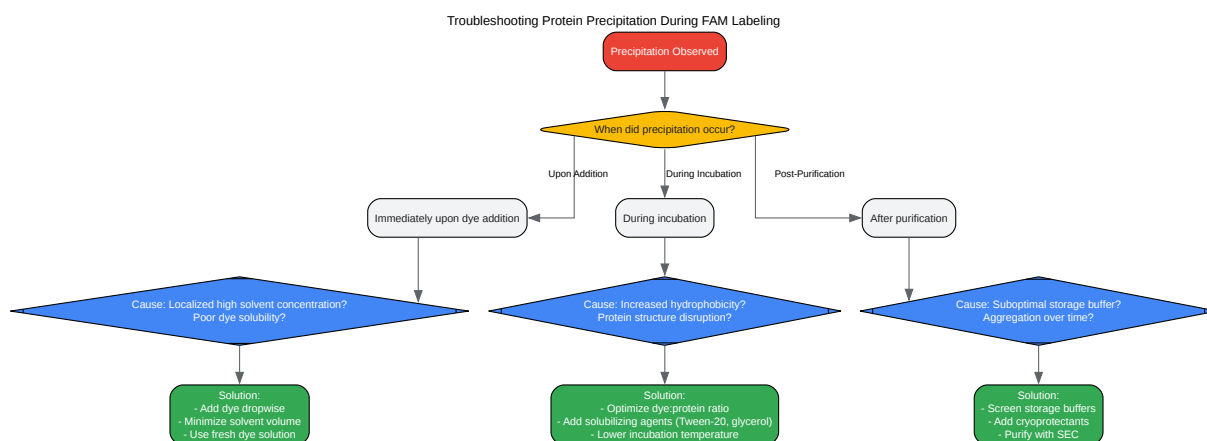 Troubleshooting Protein Precipitation During FAM Labeling
Precipitation Observed
When did precipitation occur?
Upon Addition
During Incubation
Post-Purification
Immediately upon dye addition
During incubation
After purification
Cause: Localized high solvent concentration?
Poor dye solubility?
Cause: Increased hydrophobicity?
Protein structure disruption?
Cause: Suboptimal storage buffer?
Aggregation over time?
Solution:
- Add dye dropwise
- Minimize solvent volume
- Use fresh dye solution
Solution:
- Optimize dye:protein ratio
- Add solubilizing agents (Tween-20, glycerol)
- Lower incubation temperature
Solution:
- Screen storage buffers
- Add cryoprotectants
- Purify with SEC